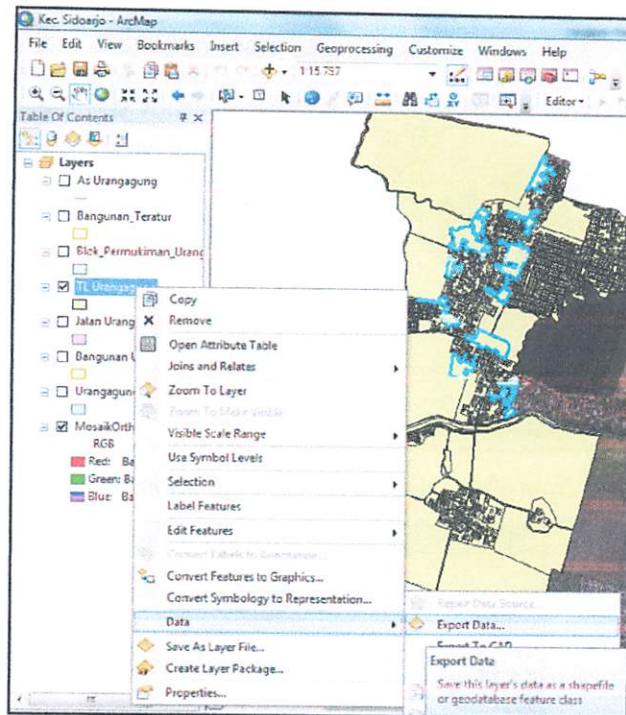 Kec. Sidoarjo - ArcMap
File Edit View Bookmarks Insert Selection Geoprocessing Customize Windows Help
Editor
Table Of Contents
Layers
As Urangagung
Bangunan_Teratur
Blok_Permukiman_Urang
TL Urangagung
Jalan Urang
Bangunan U
Urangagung
MosaikOrth
RGB
Red: Ba
Green: Ba
Blue: Ba
Copy
Remove
Open Attribute Table
Joins and Relates
Zoom To Layer
Zoom To Make Visible
Visible Scale Range
Use Symbol Levels
Selection
Label Features
Edit Features
Convert Labels to Annotation...
Convert Features to Graphics...
Convert Symbology to Representation...
Data
Save As Layer File...
Create Layer Package...
Properties...
Repair Data Source...
Export Data...
Export To CAD
Export Data
Save this layer's data as a shapefile
or geodatabase feature class